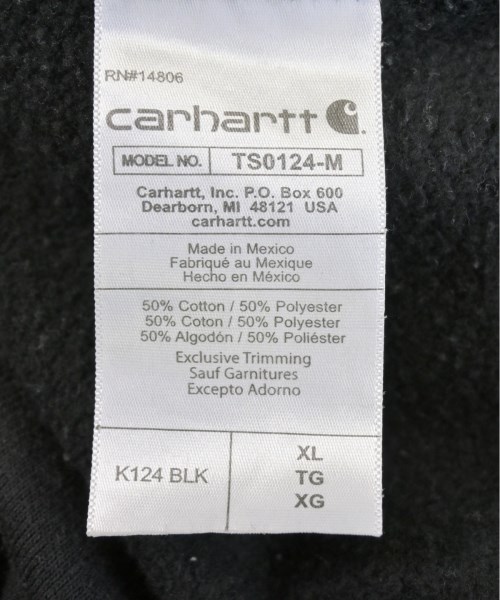 RN#14806
carhartt
MODEL NO. TS0124-M
Carhartt, Inc. P.O. Box 600
Dearborn, MI 48121 USA
carhartt.com
Made in Mexico
Fabriqué au Mexique
Hecho en México
50% Cotton / 50% Polyester
50% Coton / 50% Polyester
50% Algodón / 50% Poliéster
Exclusive Trimming
Sauf Garnitures
Excepto Adorno
K124 BLK
XL
TG
XG